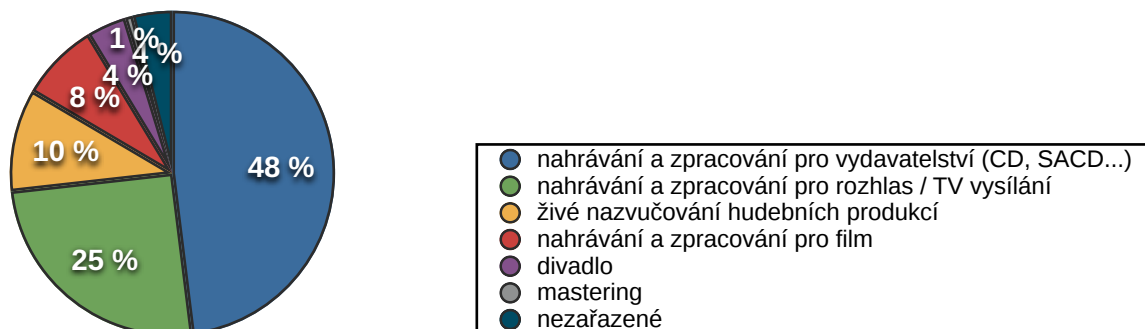 1 %
4 %
4 %
8 %
10 %
48 %
25 %
nahrávání a zpracování pro vydavatelství (CD, SACD...)
nahrávání a zpracování pro rozhlas / TV vysílání
živé nazvučování hudebních produkcí
nahrávání a zpracování pro film
divadlo
mastering
nezařazené